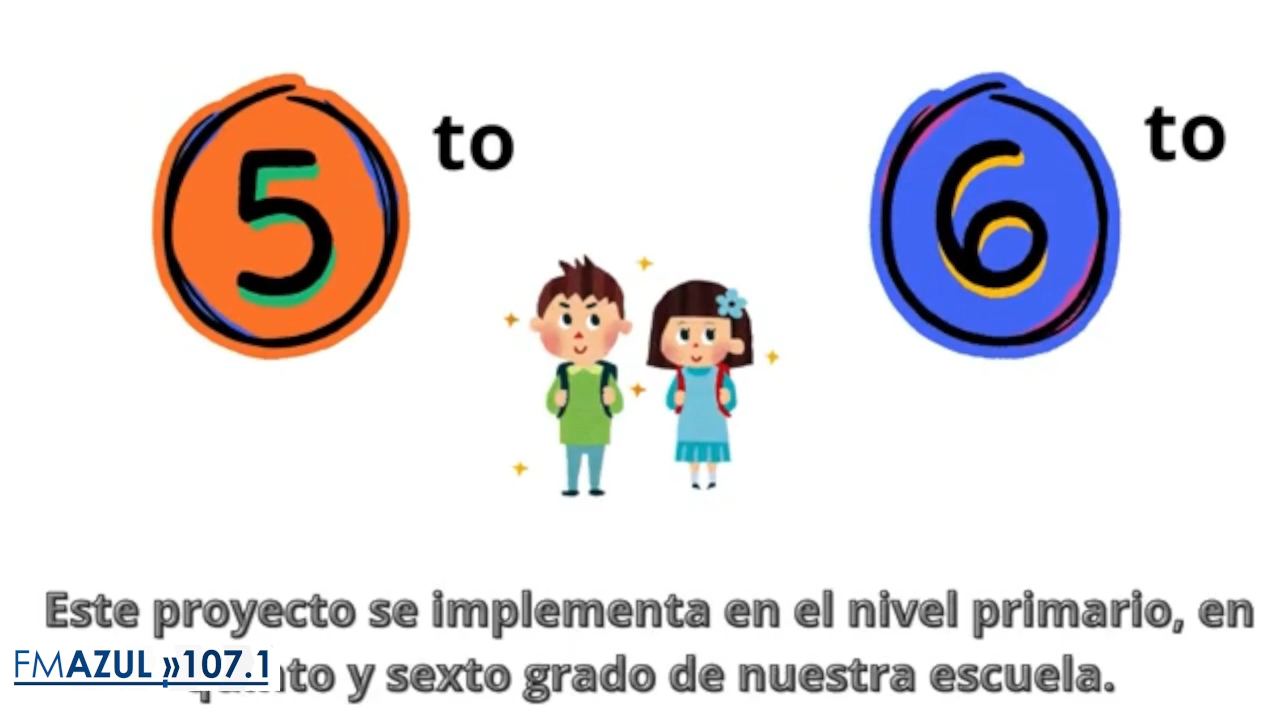 5 to
6 to
Este proyecto se implementa en el nivel primario, en
quinto y sexto grado de nuestra escuela.
FMAZUL »107.1